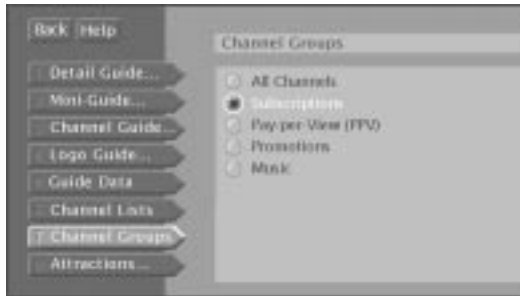 Back Help
Channel Groups
Detail Guide...
Mini-Guide...
Channel Guide...
Logo Guide...
Guide Data
Channel Lists
7 Channel Groups
Attractions...
All Channels
Subscriptions
Pay-per-View (PPV)
Promotions
Music